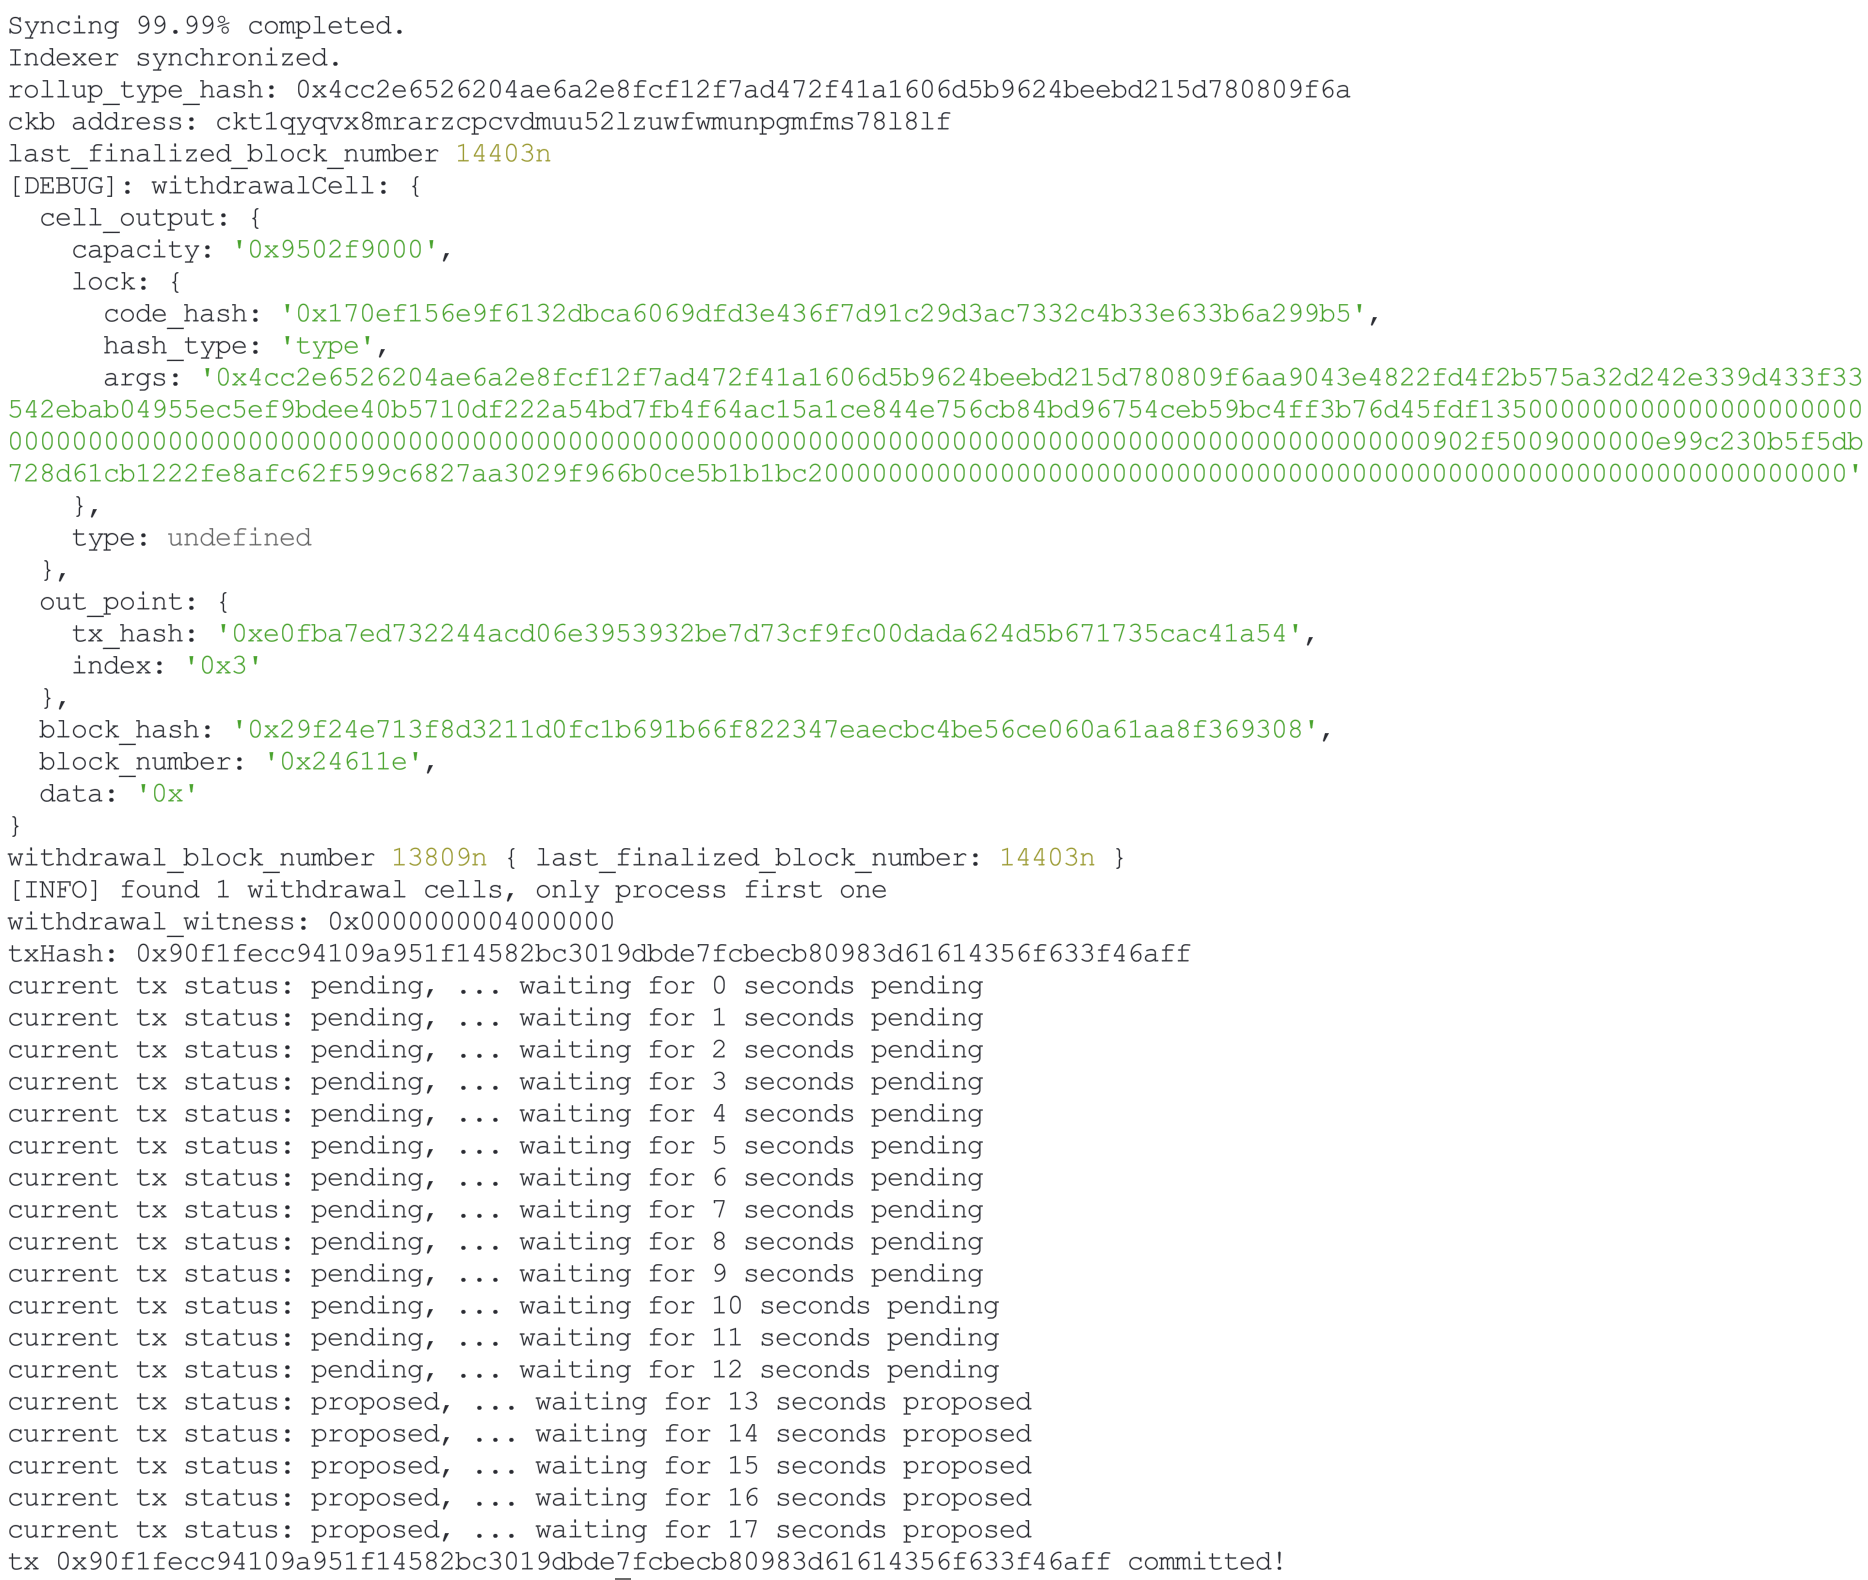 Syncing 99.99% completed.
Indexer synchronized.
rollup_type_hash: 0x4cc2e6526204ae6a2e8fcf12f7ad472f41a1606d5b9624beebd215d780809f6a
ckb address: ckt1qyqvx8mrarzcpcvdmuu52lzuwfwmunpgmfms78l8lf
last_finalized_block_number 14403n
[DEBUG]: withdrawalCell: {
  cell_output: {
    capacity: '0x9502f9000',
    lock: {
      code_hash: '0x170ef156e9f6132dbca6069dfd3e436f7d91c29d3ac7332c4b33e633b6a299b5',
      hash_type: 'type',
      args: '0x4cc2e6526204ae6a2e8fcf12f7ad472f41a1606d5b9624beebd215d780809f6aa9043e4822fd4f2b575a32d242e339d433f33
542ebab04955ec5ef9bdee40b5710df222a54bd7fb4f64ac15a1ce844e756cb84bd96754ceb59bc4ff3b76d45fdf1350000000000000000000000
00000000000000000000000000000000000000000000000000000000000000000000000000000000000000000902f5009000000e99c230b5f5db
728d61cb1222fe8afc62f599c6827aa3029f966b0ce5b1b1bc20000000000000000000000000000000000000000000000000000000000000000'
    },
    type: undefined
  },
  out_point: {
    tx_hash: '0xe0fba7ed732244acd06e3953932be7d73cf9fc00dada624d5b671735cac41a54',
    index: '0x3'
  },
  block_hash: '0x29f24e713f8d3211d0fc1b691b66f822347eaecbc4be56ce060a61aa8f369308',
  block_number: '0x24611e',
  data: '0x'
}
withdrawal_block_number 13809n { last_finalized_block_number: 14403n }
[INFO] found 1 withdrawal cells, only process first one
withdrawal_witness: 0x0000000004000000
txHash: 0x90f1fecc94109a951f14582bc3019dbde7fcbecb80983d61614356f633f46aff
current tx status: pending, ... waiting for 0 seconds pending
current tx status: pending, ... waiting for 1 seconds pending
current tx status: pending, ... waiting for 2 seconds pending
current tx status: pending, ... waiting for 3 seconds pending
current tx status: pending, ... waiting for 4 seconds pending
current tx status: pending, ... waiting for 5 seconds pending
current tx status: pending, ... waiting for 6 seconds pending
current tx status: pending, ... waiting for 7 seconds pending
current tx status: pending, ... waiting for 8 seconds pending
current tx status: pending, ... waiting for 9 seconds pending
current tx status: pending, ... waiting for 10 seconds pending
current tx status: pending, ... waiting for 11 seconds pending
current tx status: pending, ... waiting for 12 seconds pending
current tx status: proposed, ... waiting for 13 seconds proposed
current tx status: proposed, ... waiting for 14 seconds proposed
current tx status: proposed, ... waiting for 15 seconds proposed
current tx status: proposed, ... waiting for 16 seconds proposed
current tx status: proposed, ... waiting for 17 seconds proposed
tx 0x90f1fecc94109a951f14582bc3019dbde7fcbecb80983d61614356f633f46aff committed!